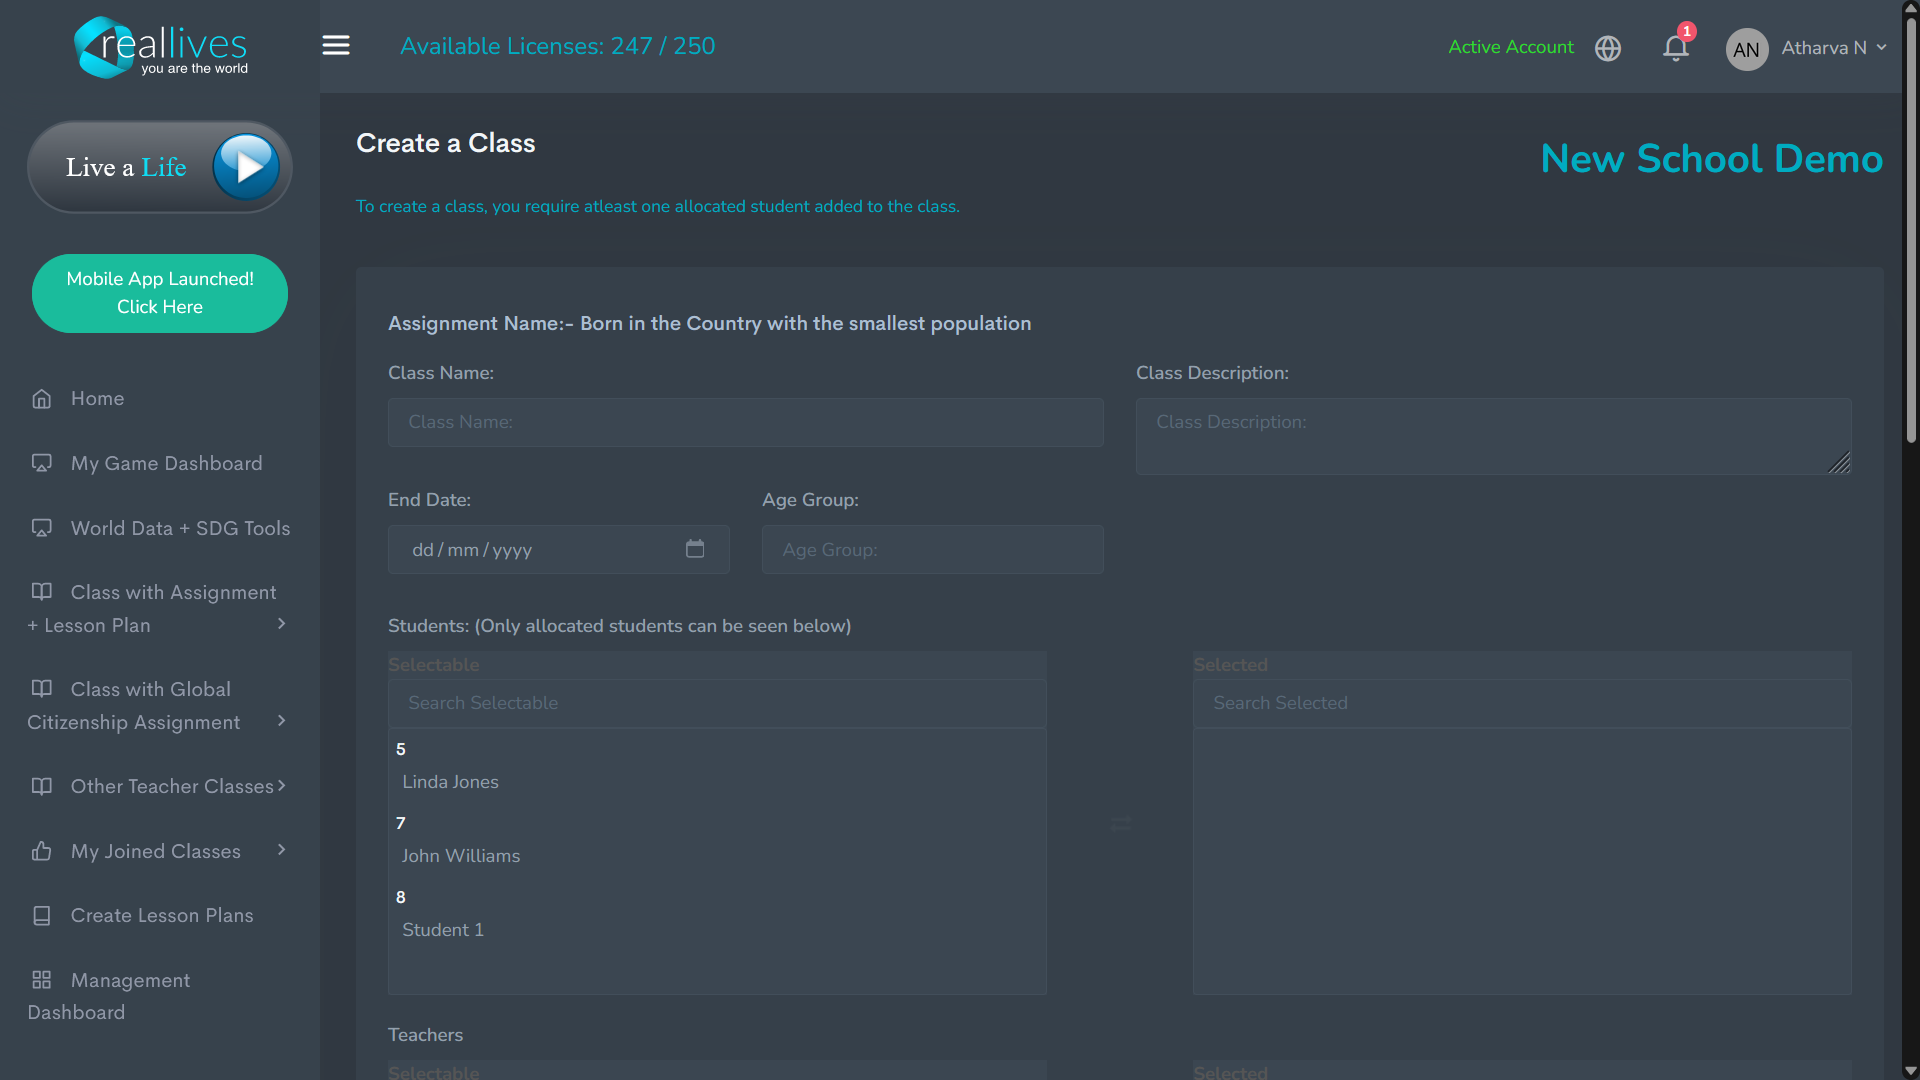 reallives
you are the world
Available Licenses: 247 / 250
Active Account
1
AN
Atharva N
Live a Life
Mobile App Launched!
Click Here
Home
My Game Dashboard
World Data + SDG Tools
Class with Assignment
+ Lesson Plan
Class with Global
Citizenship Assignment
Other Teacher Classes
My Joined Classes
Create Lesson Plans
Management
Dashboard
Create a Class
New School Demo
To create a class, you require atleast one allocated student added to the class.
Assignment Name:- Born in the Country with the smallest population
Class Name:
Class Description:
Class Name:
Class Description:
End Date:
Age Group:
dd / mm / yyyy
Age Group:
Students: (Only allocated students can be seen below)
Selectable
Selected
Search Selectable
Search Selected
5
Linda Jones
7
John Williams
8
Student 1
Teachers
Selectable
Selected